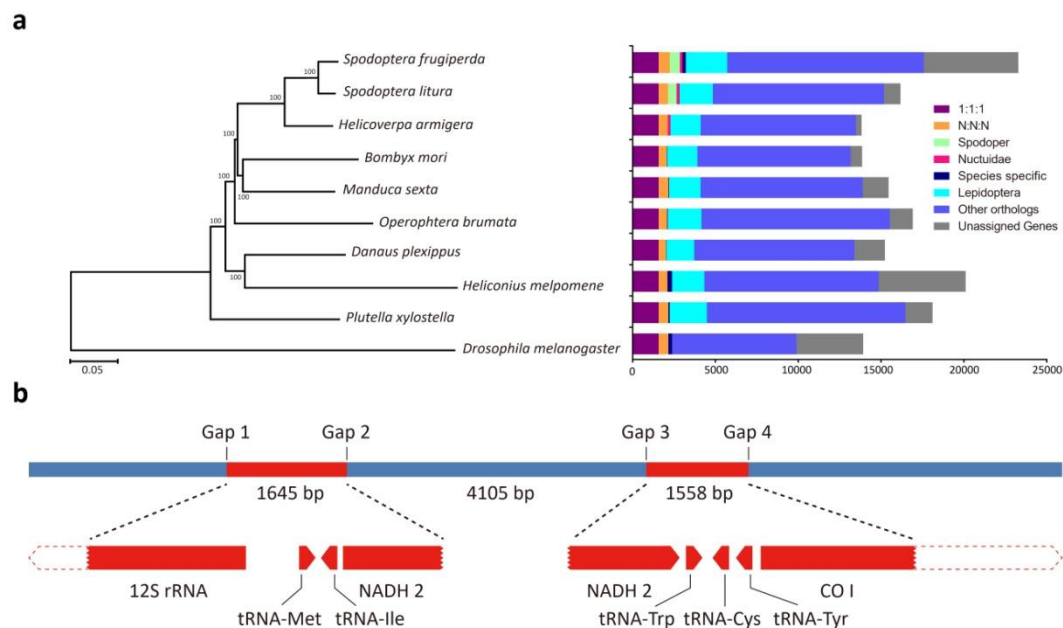 a
Spodoptera frugiperda
Spodoptera litura
Helicoverpa armigera
Bombyx mori
Manduca sexta
Operophtera brumata
Danaus plexippus
Heliconius melpomene
Plutella xylostella
Drosophila melanogaster
100
100
100
100
100
100
100
100
0.05
1:1:1
N:N:N
Spodoper
Nuctuidae
Species specific
Lepidoptera
Other orthologs
Unassigned Genes
0 5000 10000 15000 20000 25000
b
Gap 1 Gap 2 Gap 3 Gap 4
1645 bp 4105 bp 1558 bp
12S rRNA NADH 2 NADH 2 CO I
tRNA-Met tRNA-Ile tRNA-Trp tRNA-Cys tRNA-Tyr